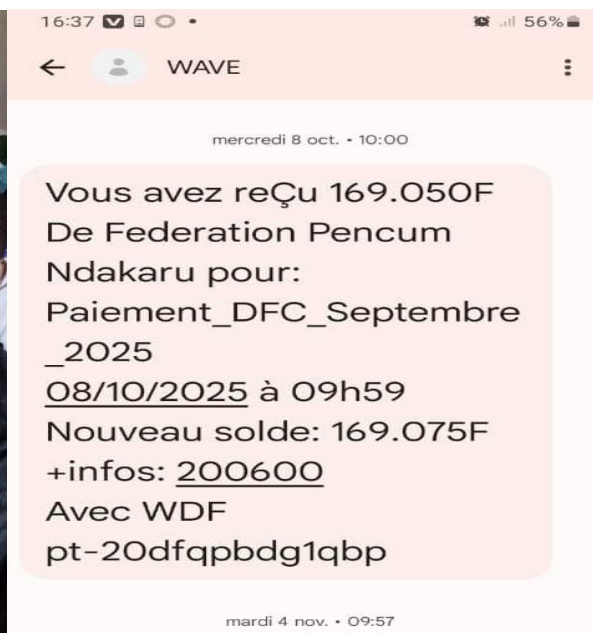 16:37
56%
WAVE
mercredi 8 oct. • 10:00
Vous avez reÇu 169.050F
De Federation Pencum
Ndakaru pour:
Paiement_DFC_Septembre
_2025
08/10/2025 à 09h59
Nouveau solde: 169.075F
+infos: 200600
Avec WDF
pt-20dfqpbdg1qbp
mardi 4 nov. • 09:57